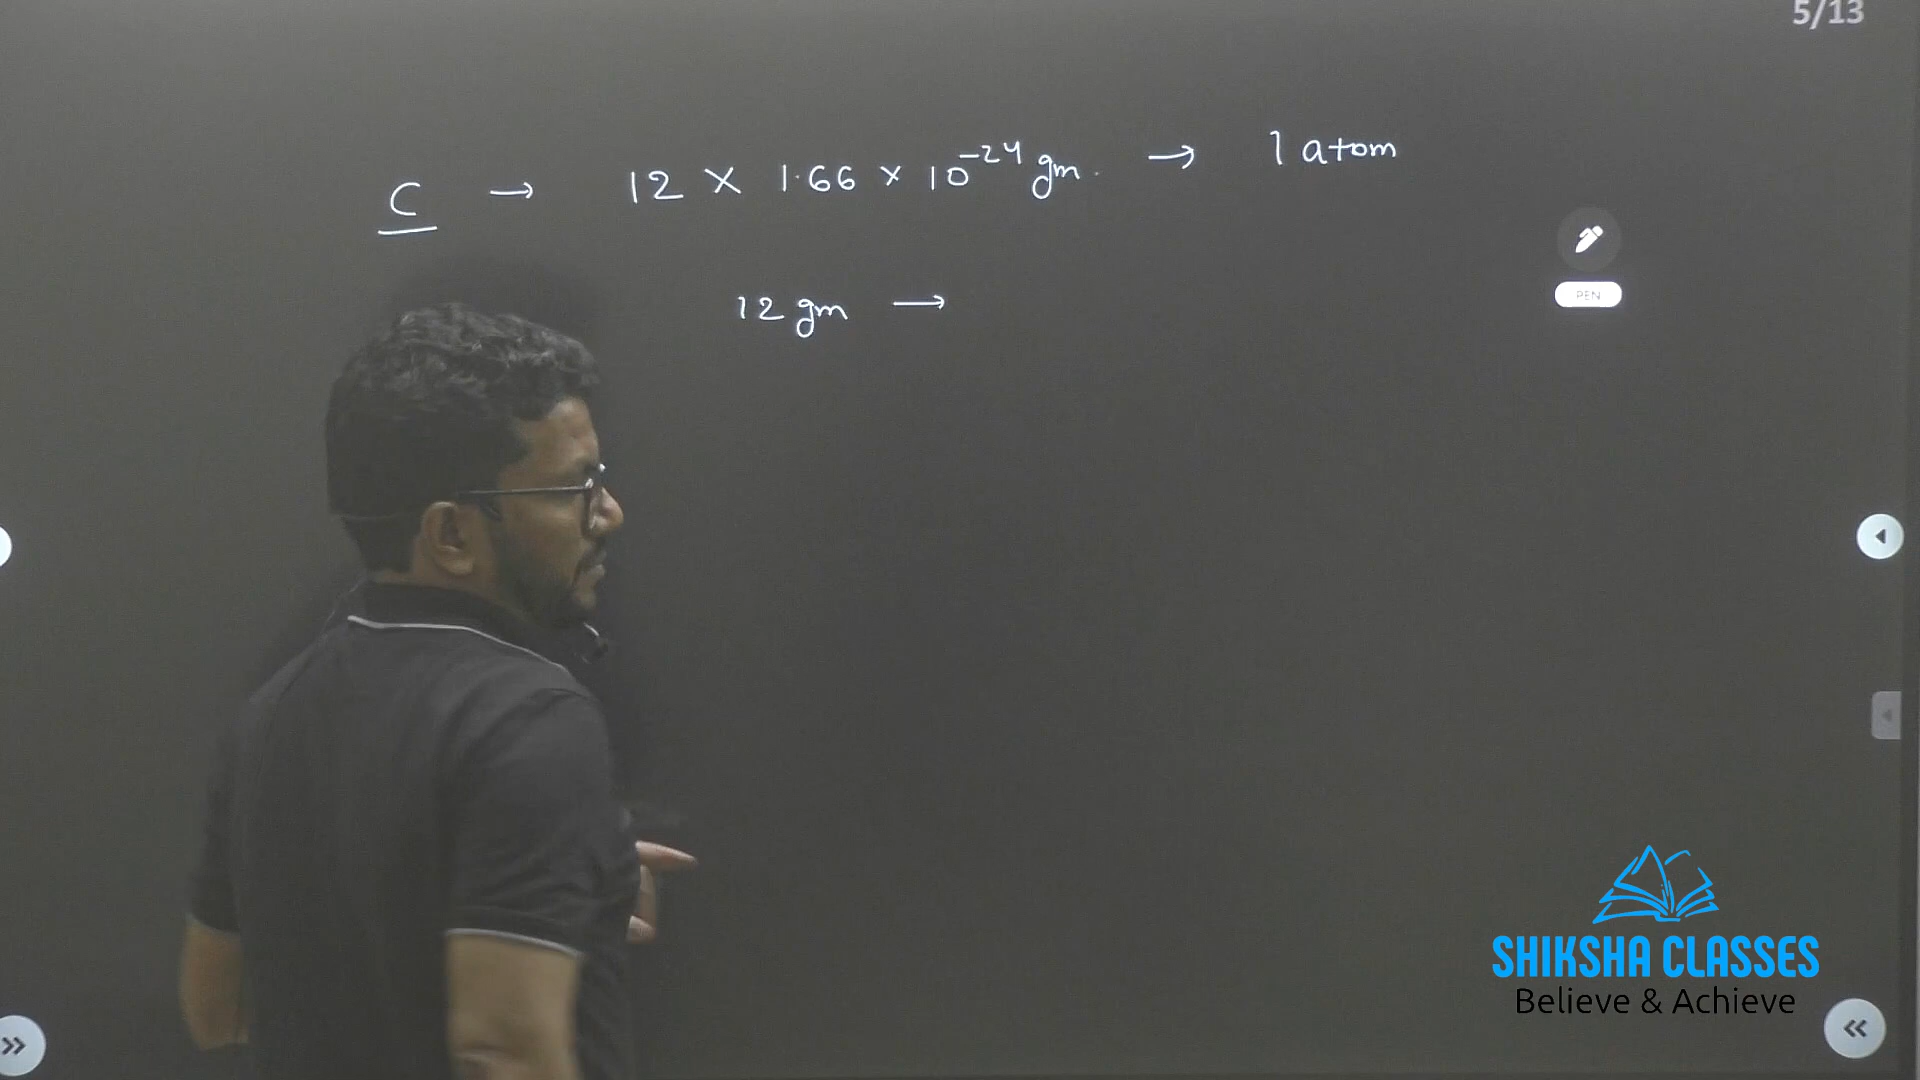 5/13
C → 12 × 1.66 × 10⁻²⁴ gm. → 1 atom
12 gm →
PEN
SHIKSHA CLASSES
Believe & Achieve